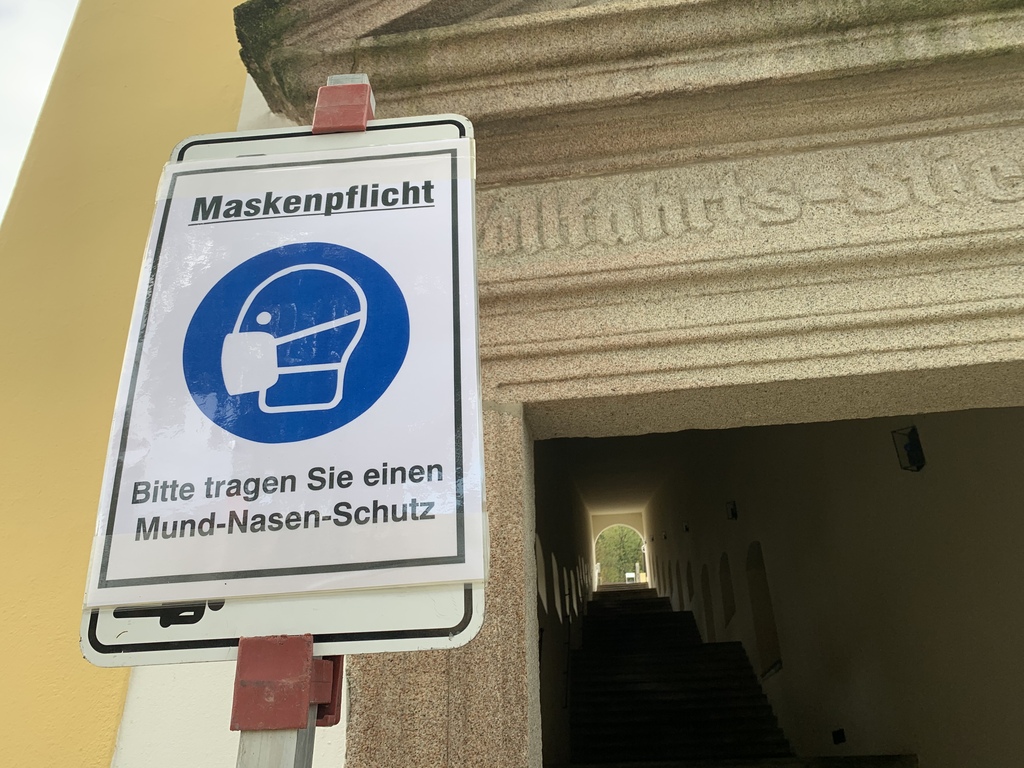 Maskenpflicht
Bitte tragen Sie einen
Mund-Nasen-Schutz